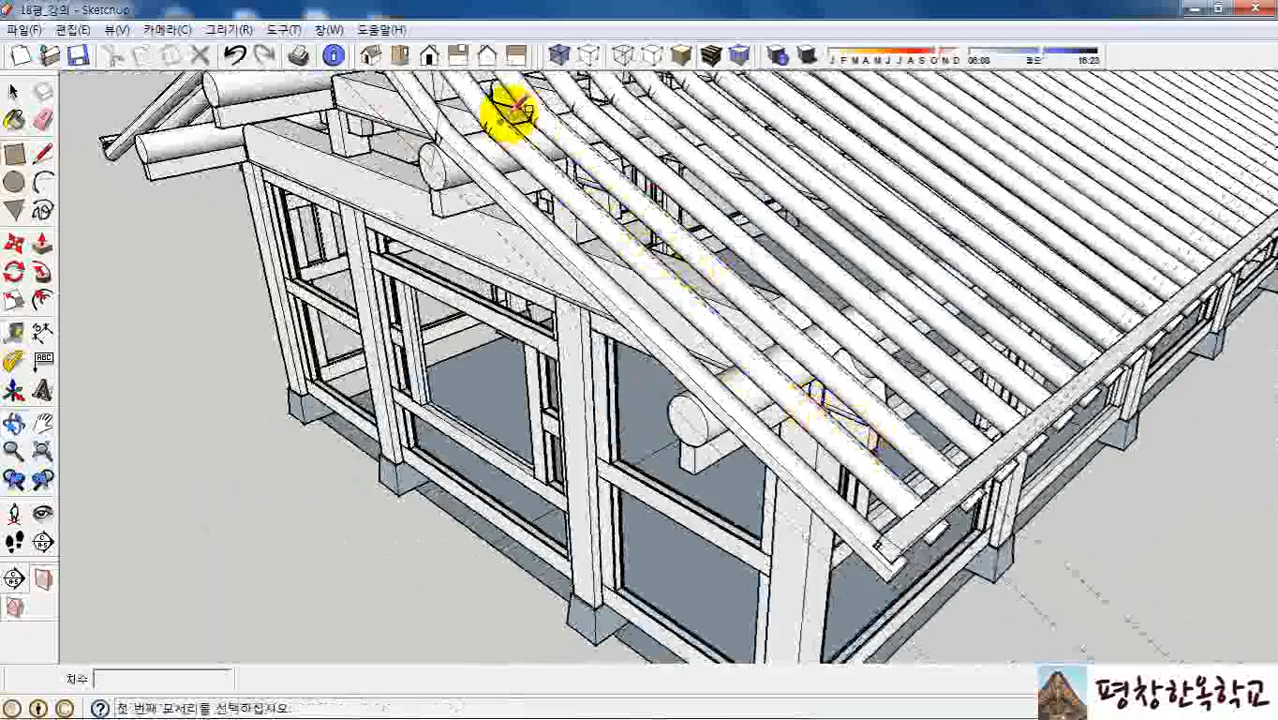 18평_강의 - SketchUp
파일(F) 편집(E) 뷰(V) 카메라(C) 그리기(R) 도구(T) 창(W) 도움말(H)
J F M A M J J A S O N D 06:08 정오 16:23
ABC
치수
첫 번째 모서리를 선택하십시오.
평창한옥학교